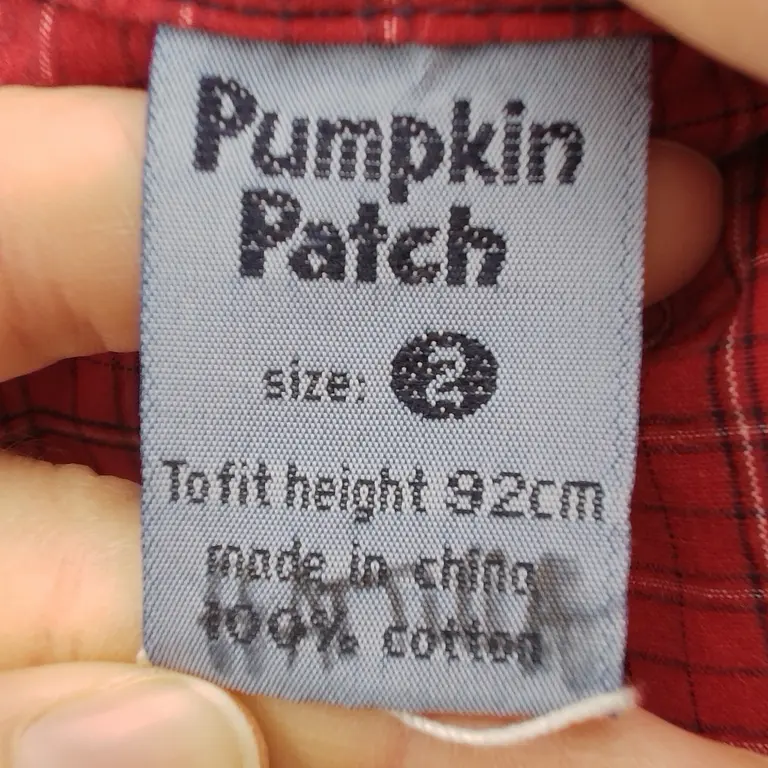 Pumpkin
Patch
size: 2
To fit height 92cm
made in china
100% cotton